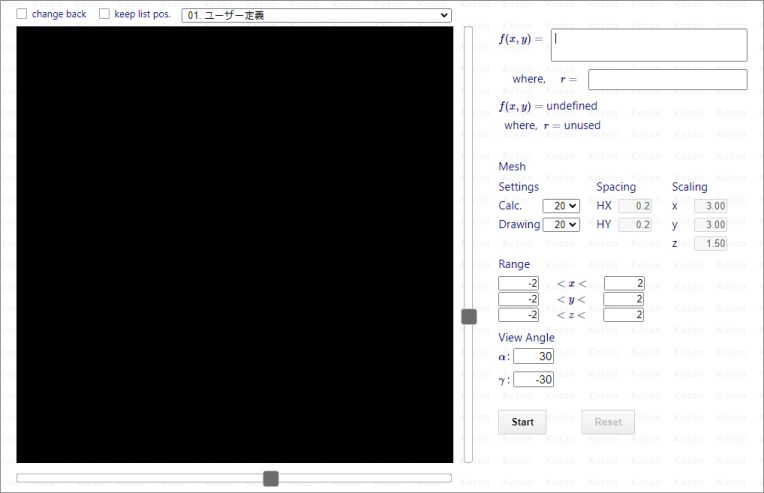 change back keep list pos. 01. ユーザー定義
f(x, y) =
where, r =
f(x, y) = undefined
where, r = unused
Mesh
Settings Spacing Scaling
Calc. 20 HX 0.2 x 3.00
Drawing 20 HY 0.2 y 3.00
z 1.50
Range
-2 < x < 2
-2 < y < 2
-2 < z < 2
View Angle
α : 30
γ : -30
Start Reset